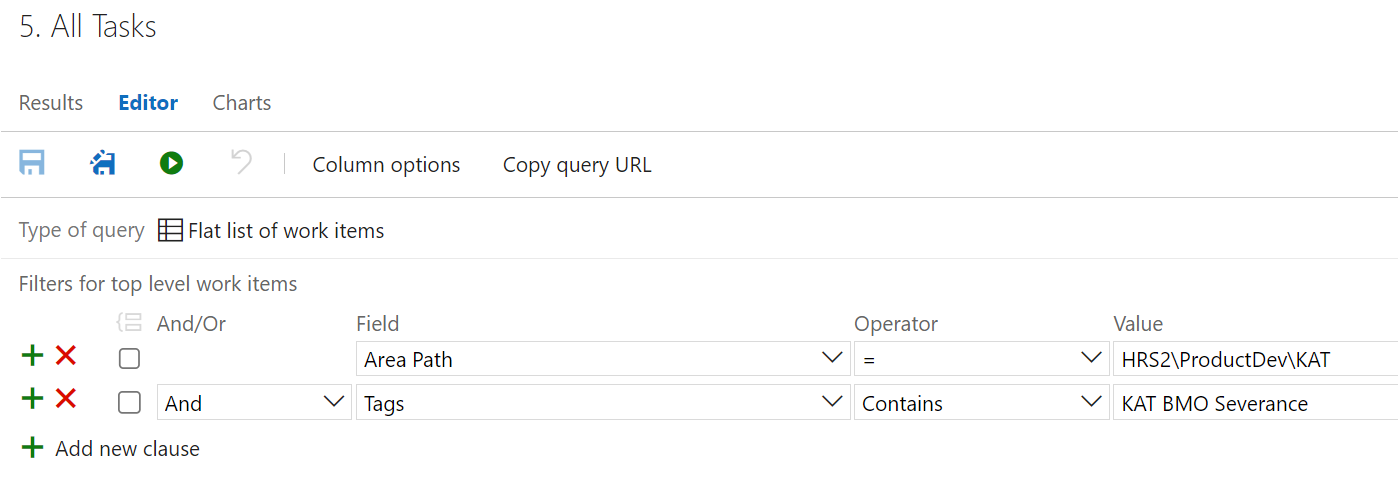 5. All Tasks
Results Editor Charts
Column options Copy query URL
Type of query Flat list of work items
Filters for top level work items
And/Or Field Operator Value
Area Path = HRS2\ProductDev\KAT
And Tags Contains KAT BMO Severance
Add new clause